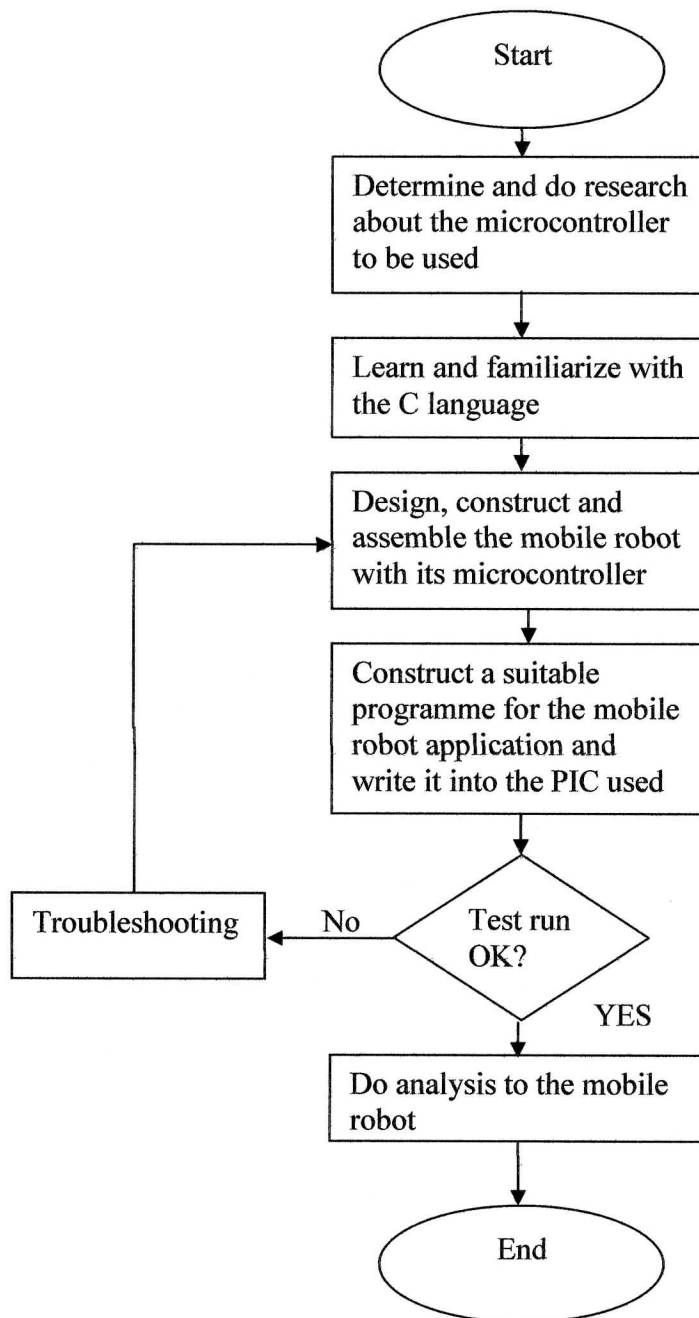 Start
Determine and do research
about the microcontroller
to be used
Learn and familiarize with
the C language
Design, construct and
assemble the mobile robot
with its microcontroller
Construct a suitable
programme for the mobile
robot application and
write it into the PIC used
Troubleshooting
No
Test run
OK?
YES
Do analysis to the mobile
robot
End